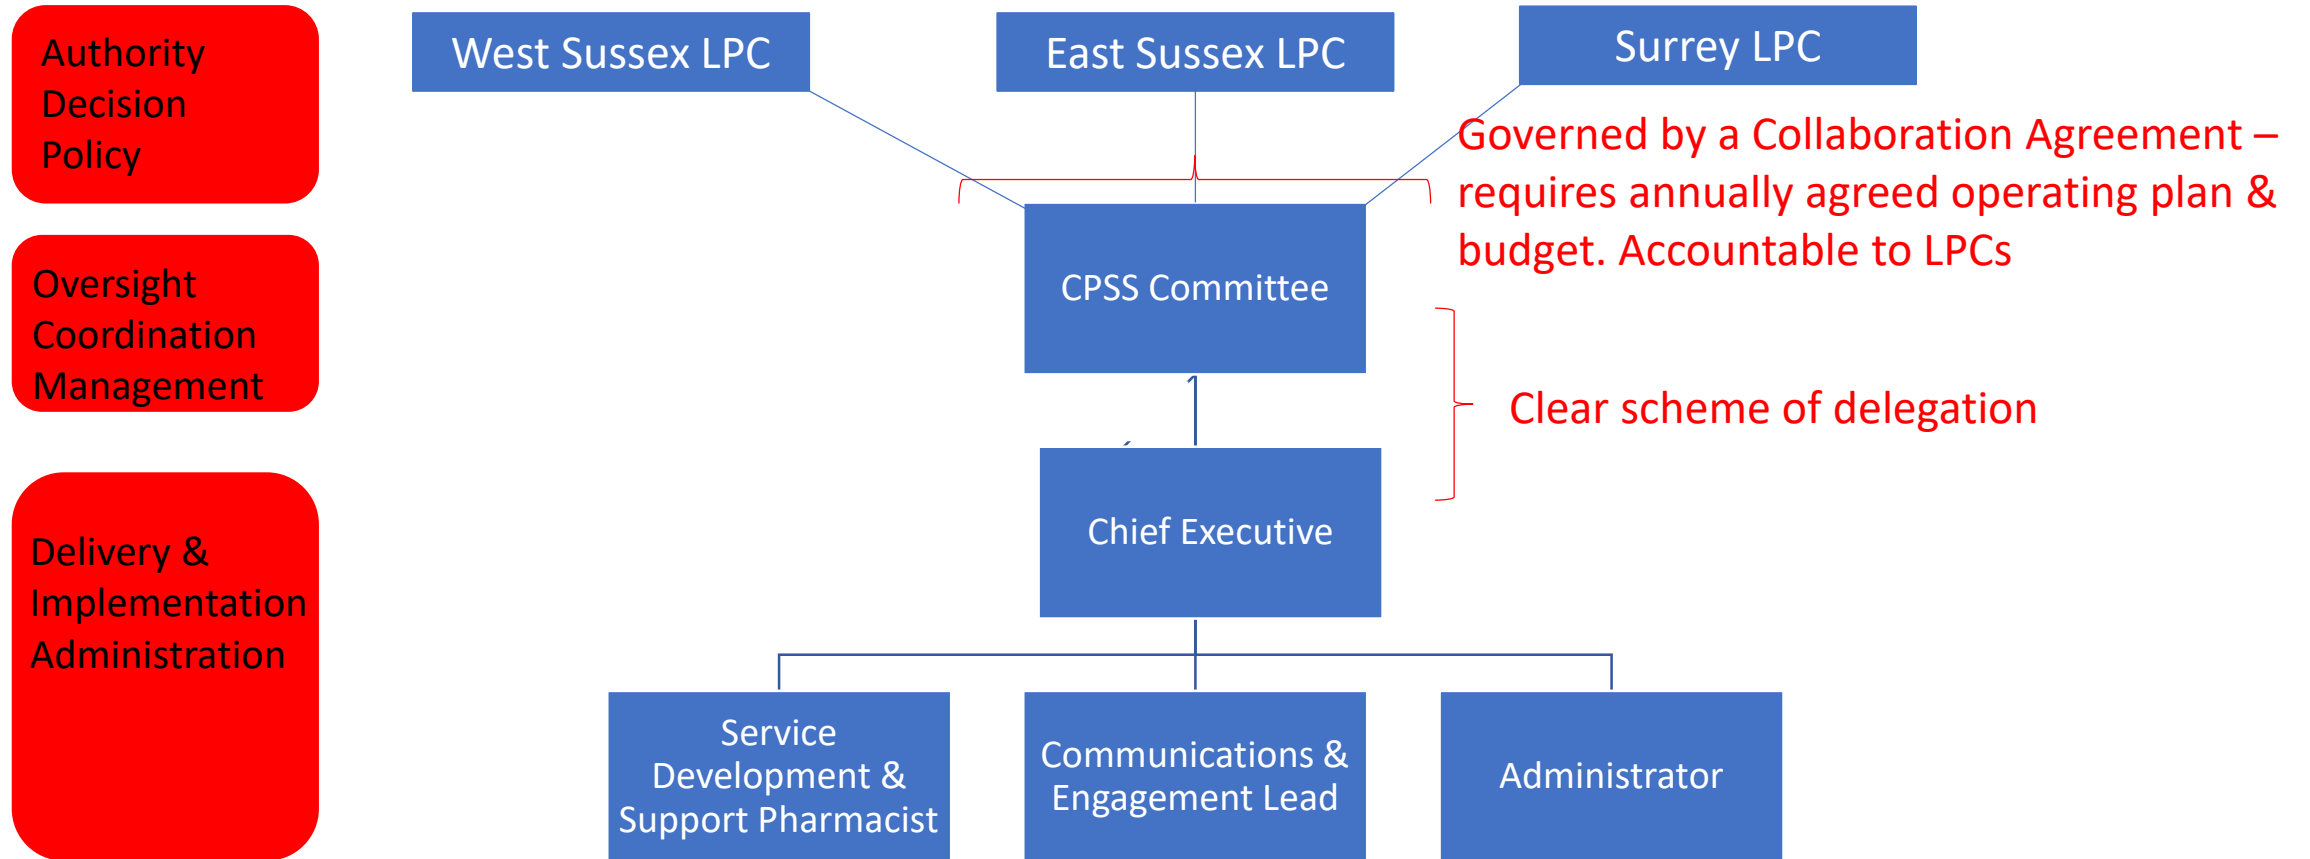 Authority
Decision
Policy
West Sussex LPC
East Sussex LPC
Surrey LPC
Governed by a Collaboration Agreement –
requires annually agreed operating plan &
budget. Accountable to LPCs
Oversight
Coordination
Management
CPSS Committee
Clear scheme of delegation
Delivery &
Implementation
Administration
Chief Executive
Service
Development &
Support Pharmacist
Communications &
Engagement Lead
Administrator